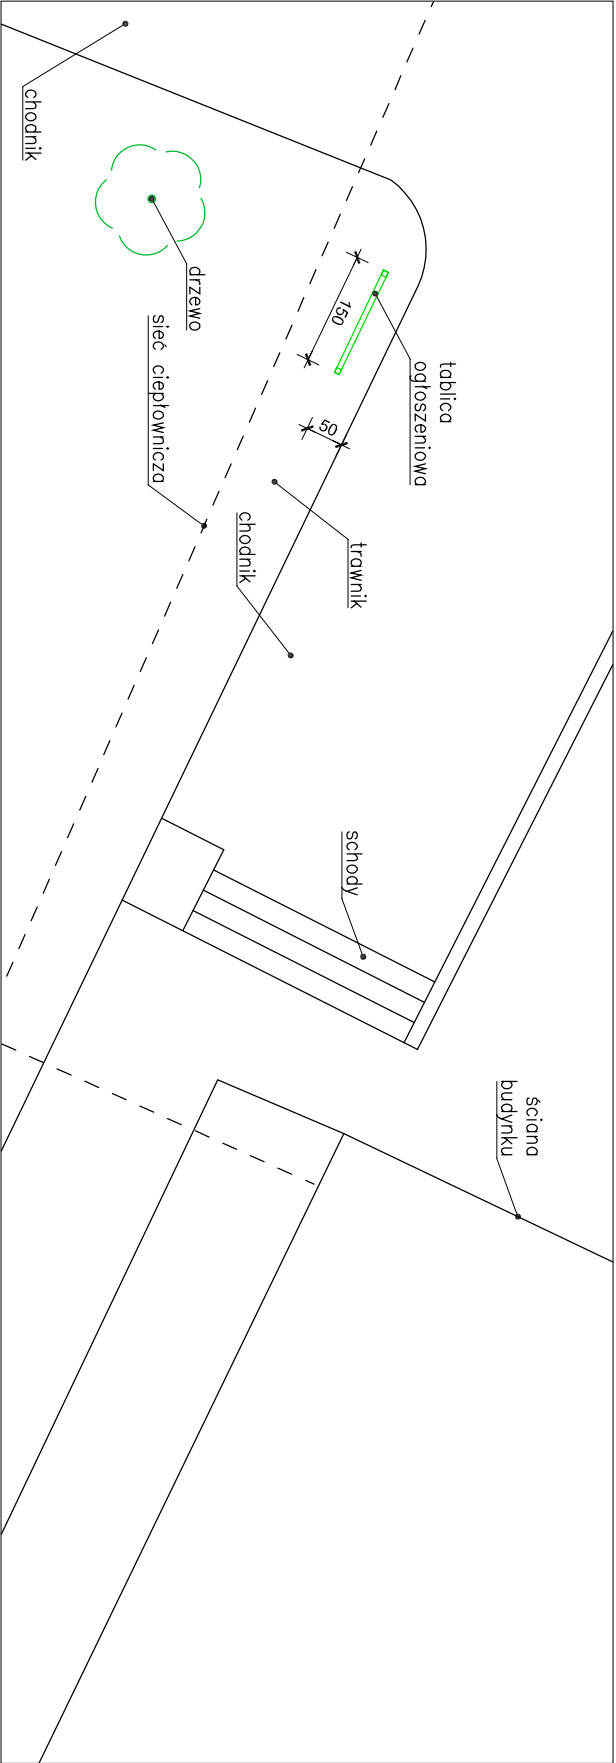 chodnik
drzewo
sieć ciepłownicza
tablica
ogłoszeniowa
150
50
trawnik
chodnik
schody
ściana
budynku